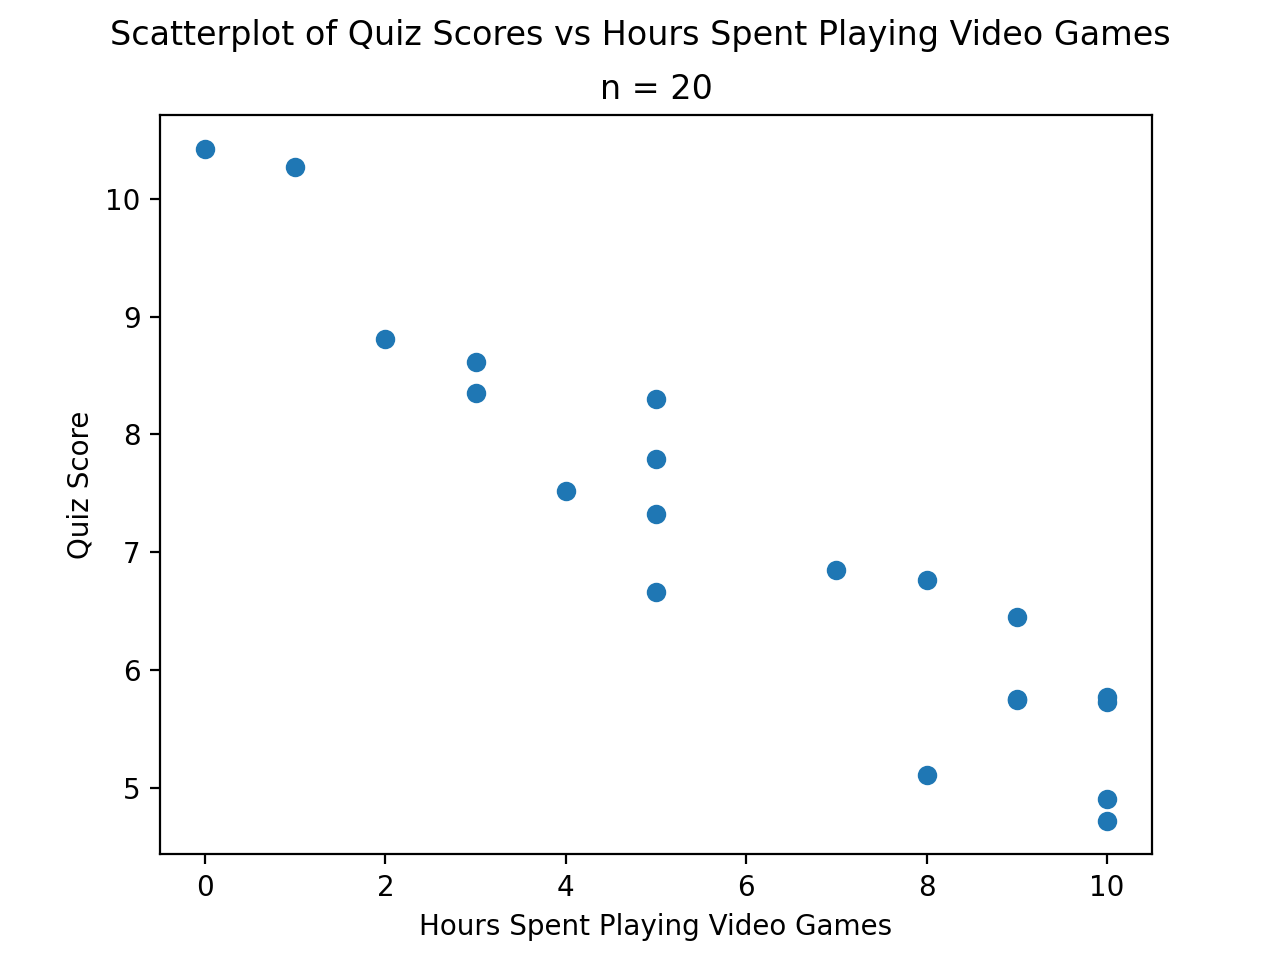 Scatterplot of Quiz Scores vs Hours Spent Playing Video Games
n = 20
10
9
8
7
6
5
Quiz Score
0 2 4 6 8 10
Hours Spent Playing Video Games